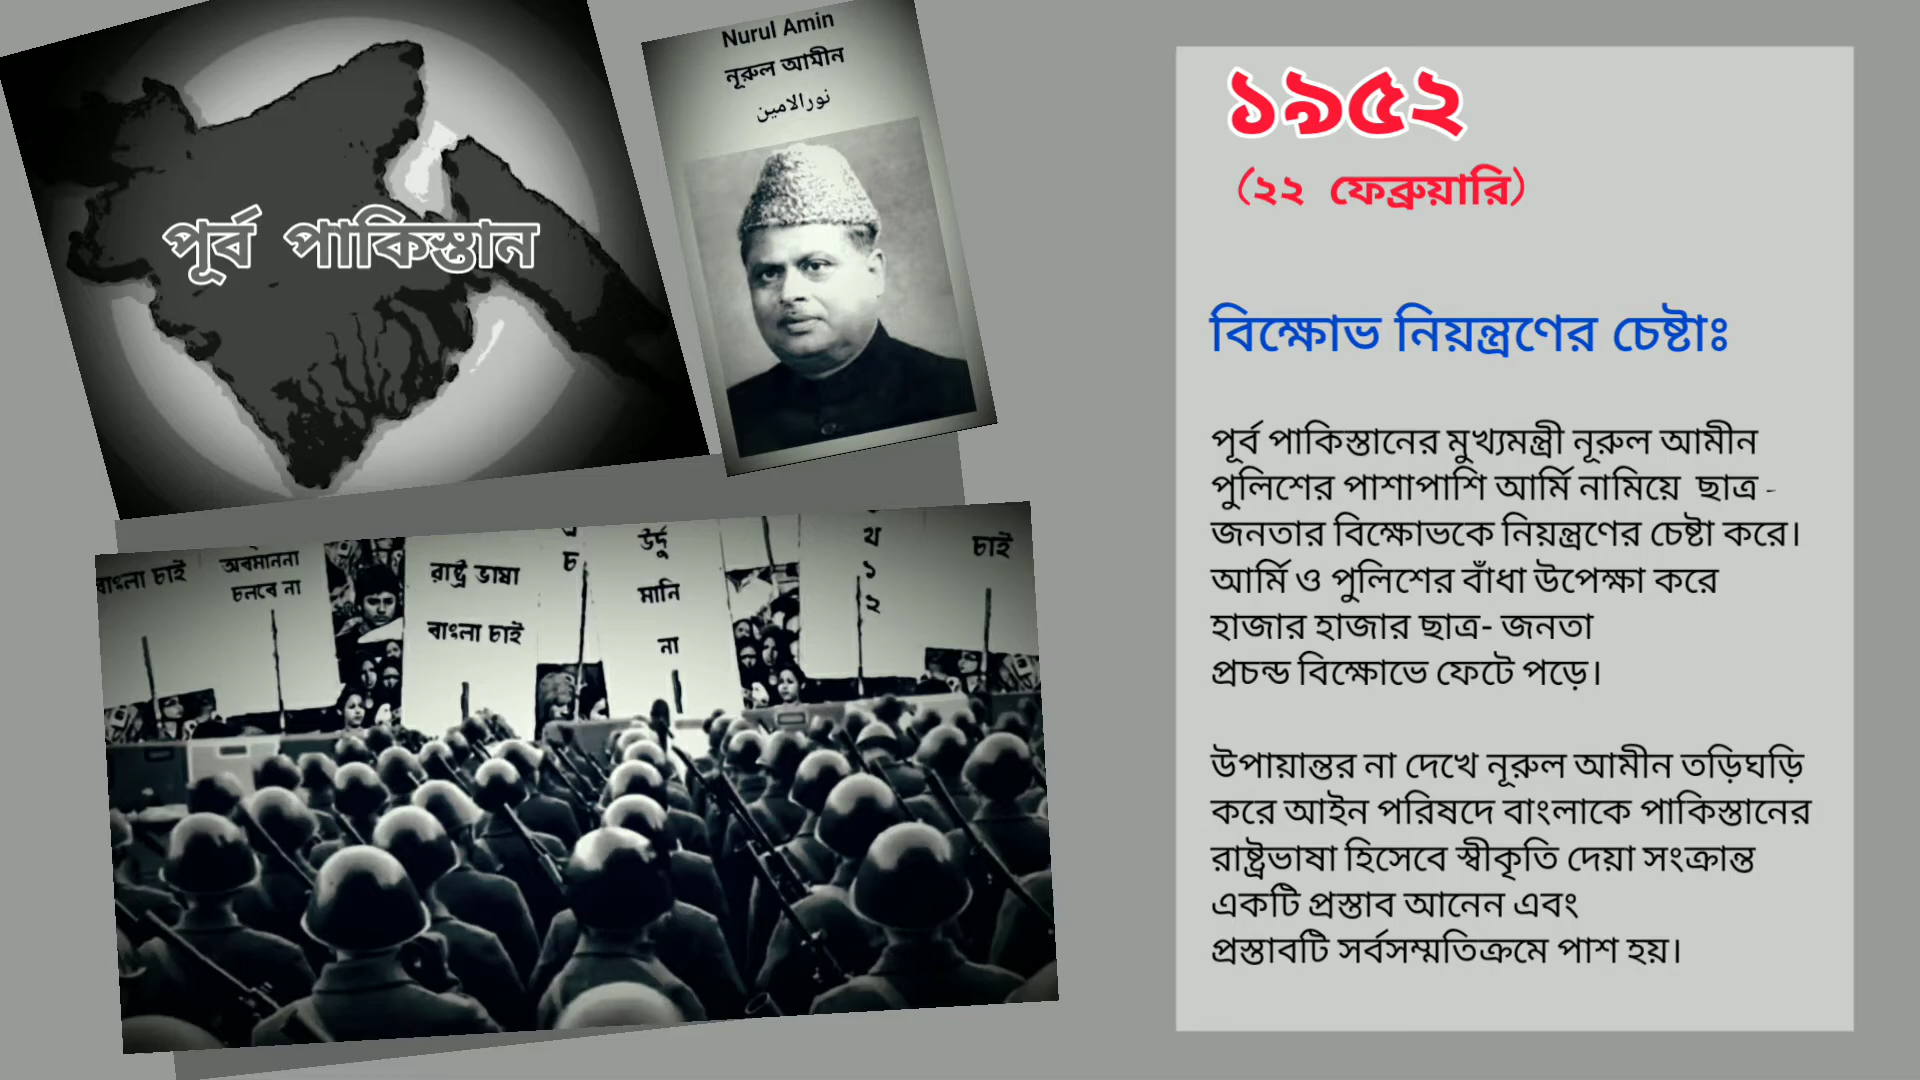 পূর্ব পাকিস্তান
Nurul Amin
নূরুল আমীন
نورالامین
১৯৫২
(২২ ফেব্রুয়ারি)
বিক্ষোভ নিয়ন্ত্রণের চেষ্টাঃ
পূর্ব পাকিস্তানের মুখ্যমন্ত্রী নূরুল আমীন
পুলিশের পাশাপাশি আর্মি নামিয়ে ছাত্র -
জনতার বিক্ষোভকে নিয়ন্ত্রণের চেষ্টা করে।
আর্মি ও পুলিশের বাঁধা উপেক্ষা করে
হাজার হাজার ছাত্র- জনতা
প্রচন্ড বিক্ষোভে ফেটে পড়ে।
উপায়ান্তর না দেখে নূরুল আমীন তড়িঘড়ি
করে আইন পরিষদে বাংলাকে পাকিস্তানের
রাষ্ট্রভাষা হিসেবে স্বীকৃতি দেয়া সংক্রান্ত
একটি প্রস্তাব আনেন এবং
প্রস্তাবটি সর্বসম্মতিক্রমে পাশ হয়।
বাংলা চাই
অবমাননা
চলবে না
রাষ্ট্র ভাষা
বাংলা চাই
চ
উর্দু
মানি
না
খ
১
২
চাই